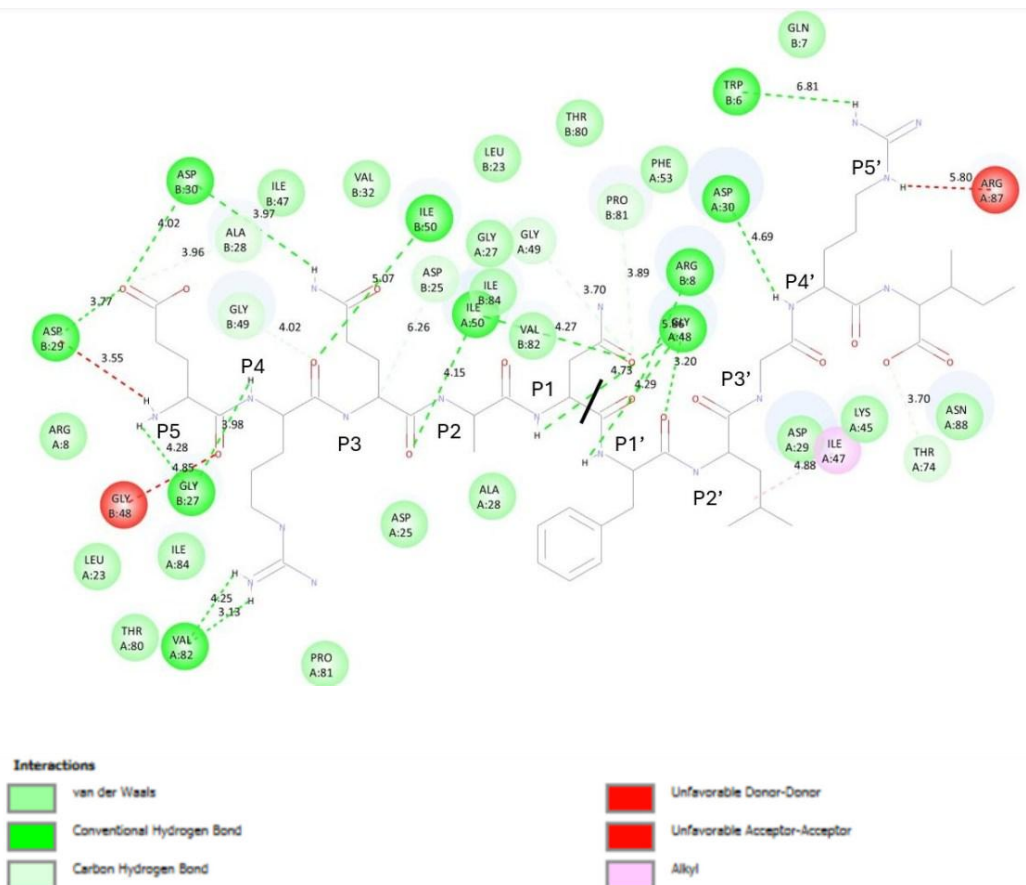 GLN
B:7
TRP
B:6
6.81
H
N
N
THR
B:80
LEU
B:23
PHE
A:53
P5'
N
H
5.80
ARG
A:87
ASP
B:30
ILE
B:47
VAL
B:32
ASP
A:30
PRO
B:81
ILE
B:50
4.02
3.97
ALA
B:28
GLY
A:27
GLY
A:49
4.69
3.96
5.07
ASP
B:25
ILE
B:84
ARG
B:8
3.89
P4'
H
N
N
H
N
O
O
O
3.77
GLY
B:49
4.02
6.26
ILE
A:50
3.70
4.27
N
VAL
B:82
GLY
A:48
ASP
B:29
3.55
4.15
4.73
4.29
3.20
P3'
P4
P3
P2
P1
P1'
P2'
P5
H
N
H
4.28
3.98
4.85
ARG
A:8
GLY
B:27
GLY
B:48
ASP
A:29
LYS
A:45
ILE
A:47
4.88
3.70
ASN
B:88
THR
A:74
ALA
A:28
ASP
A:25
LEU
A:23
ILE
A:84
H
4.25
3.13
H
N
N
THR
A:80
VAL
A:82
PRO
A:81
Interactions
van der Waals
Conventional Hydrogen Bond
Carbon Hydrogen Bond
Unfavorable Donor-Donor
Unfavorable Acceptor-Acceptor
Alkyl